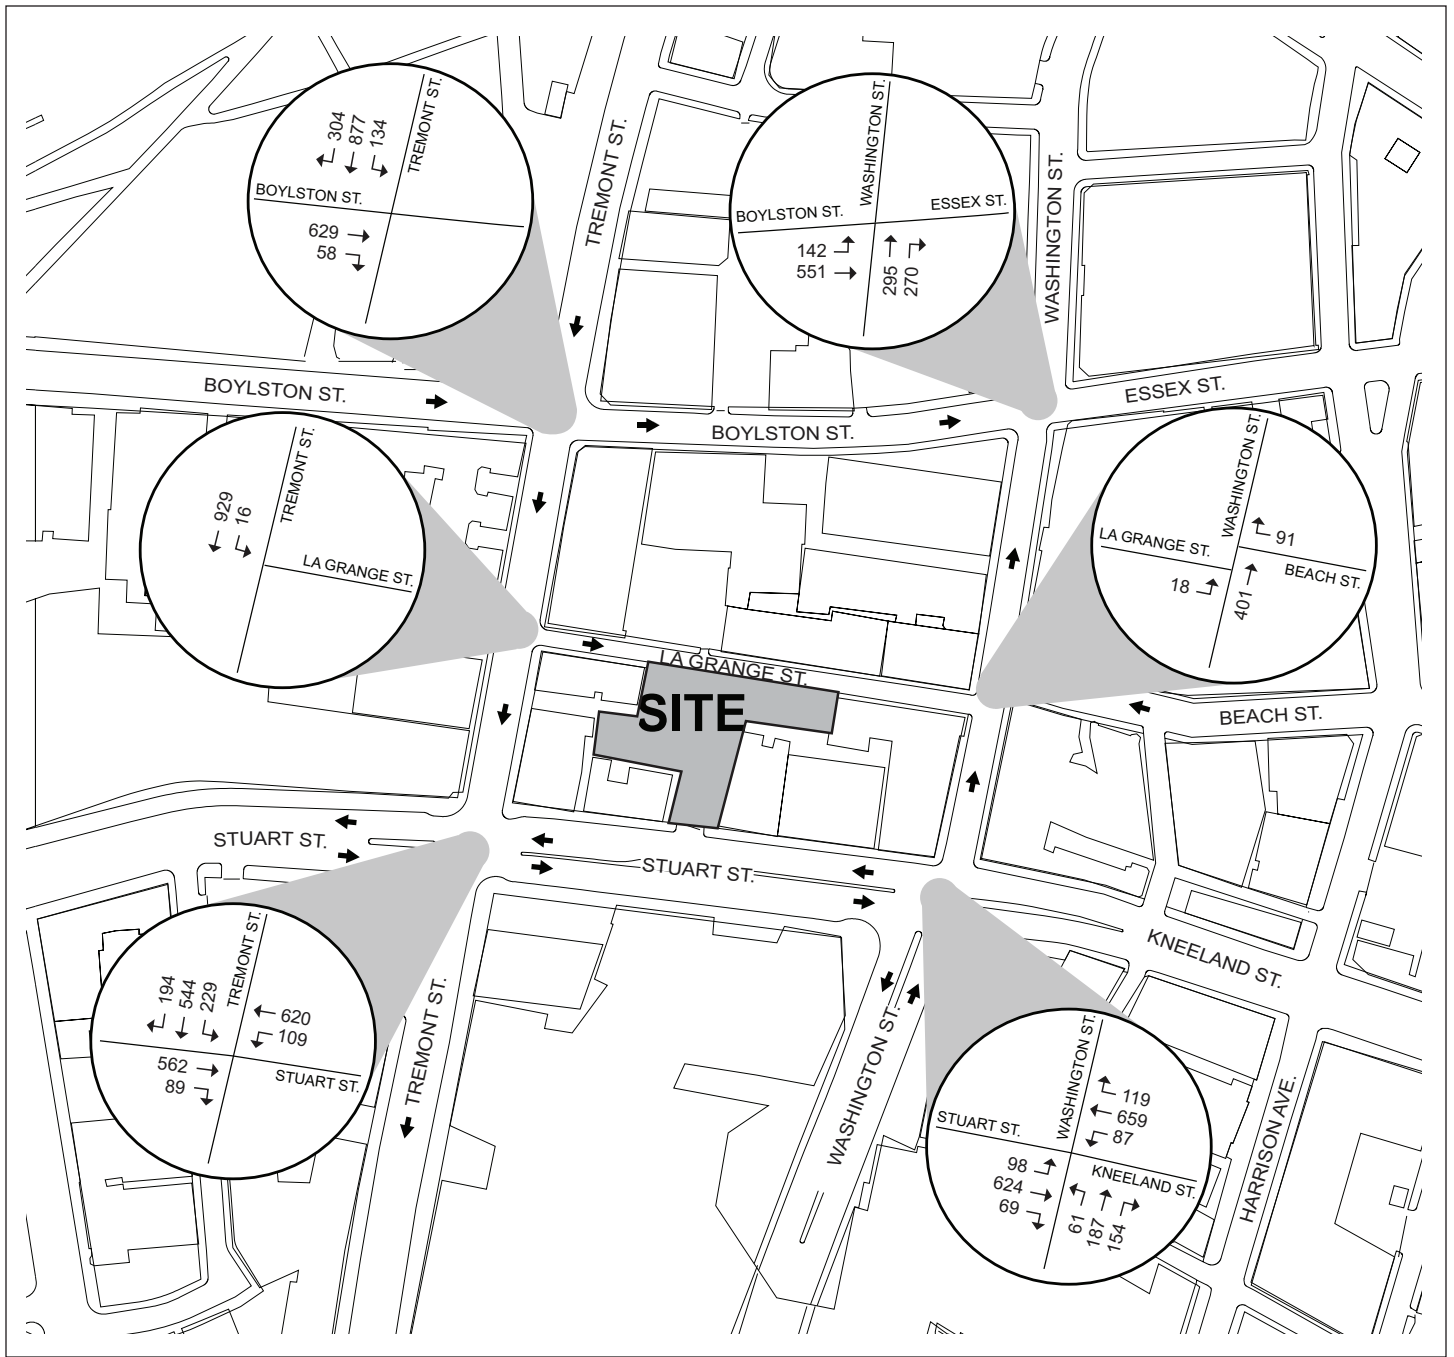 304
877
134
TREMONT ST.
BOYLSTON ST.
629
58
WASHINGTON ST.
BOYLSTON ST.
ESSEX ST.
142
551
295
270
TREMONT ST.
WASHINGTON ST.
BOYLSTON ST.
ESSEX ST.
BOYLSTON ST.
929
16
TREMONT ST.
LA GRANGE ST.
WASHINGTON ST.
91
LA GRANGE ST.
BEACH ST.
18
401
LA GRANGE ST.
SITE
BEACH ST.
STUART ST.
STUART ST.
KNEELAND ST.
194
544
229
TREMONT ST.
620
109
562
89
STUART ST.
TREMONT ST.
WASHINGTON ST.
WASHINGTON ST.
119
659
87
STUART ST.
98
624
69
KNEELAND ST.
61
187
154
HARRISON AVE.